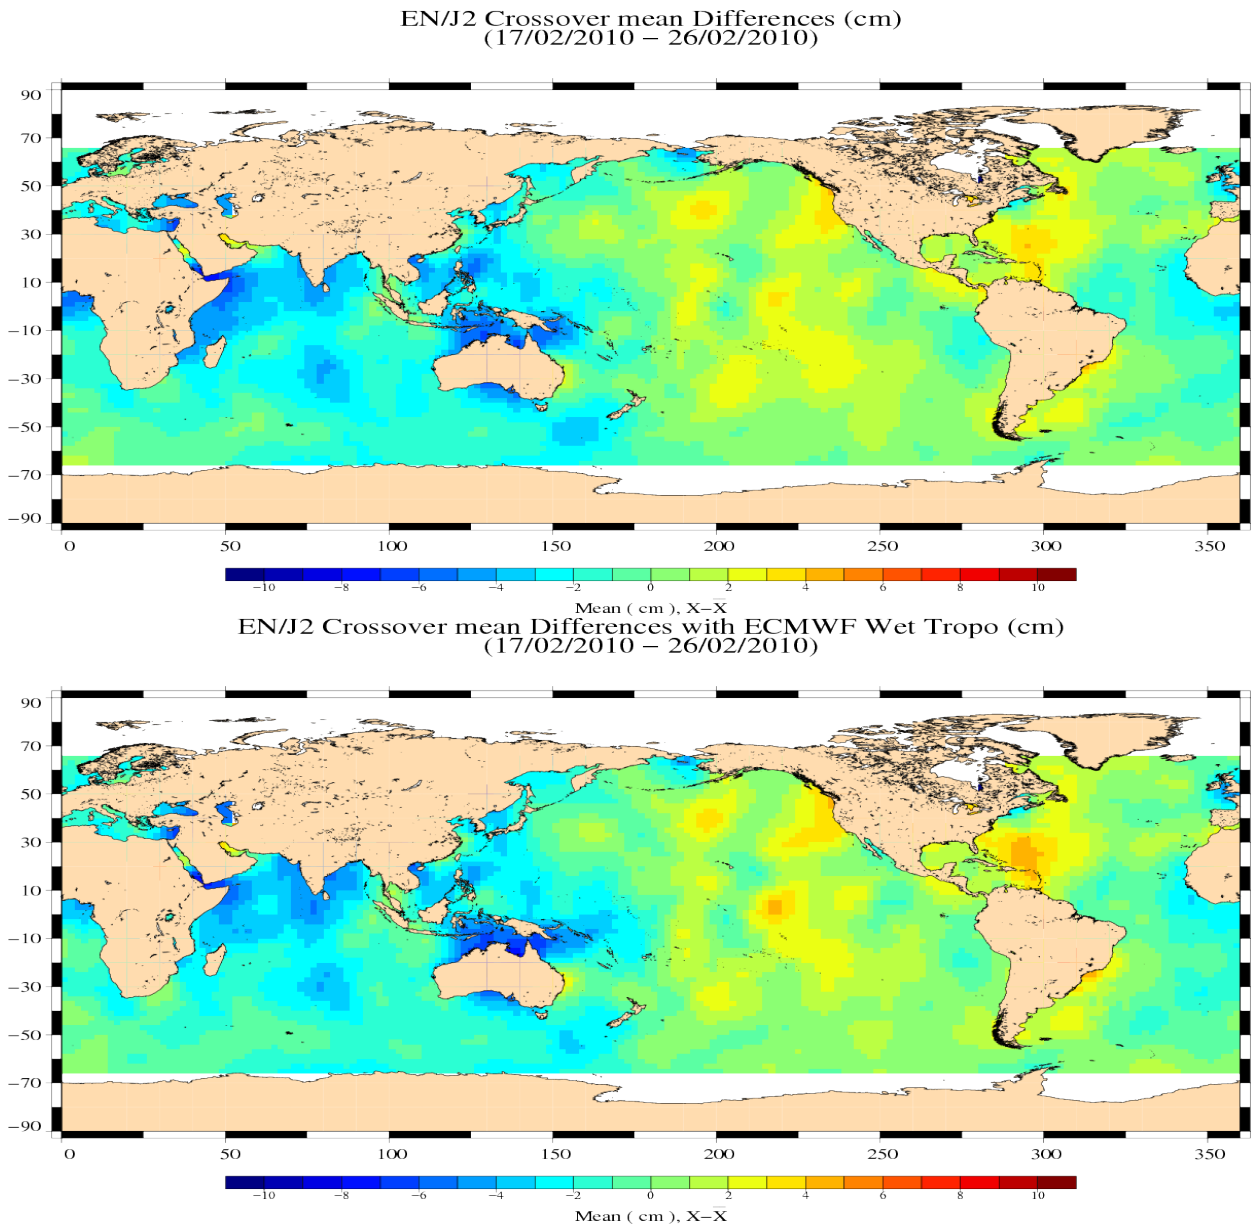 EN/J2 Crossover mean Differences (cm)
(17/02/2010 − 26/02/2010)
90
70
50
30
10
−10
−30
−50
−70
−90
0 50 100 150 200 250 300 350
−10 −8 −6 −4 −2 0 2 4 6 8 10
Mean ( cm ), X−X̅
EN/J2 Crossover mean Differences with ECMWF Wet Tropo (cm)
(17/02/2010 − 26/02/2010)
90
70
50
30
10
−10
−30
−50
−70
−90
0 50 100 150 200 250 300 350
−10 −8 −6 −4 −2 0 2 4 6 8 10
Mean ( cm ), X−X̅